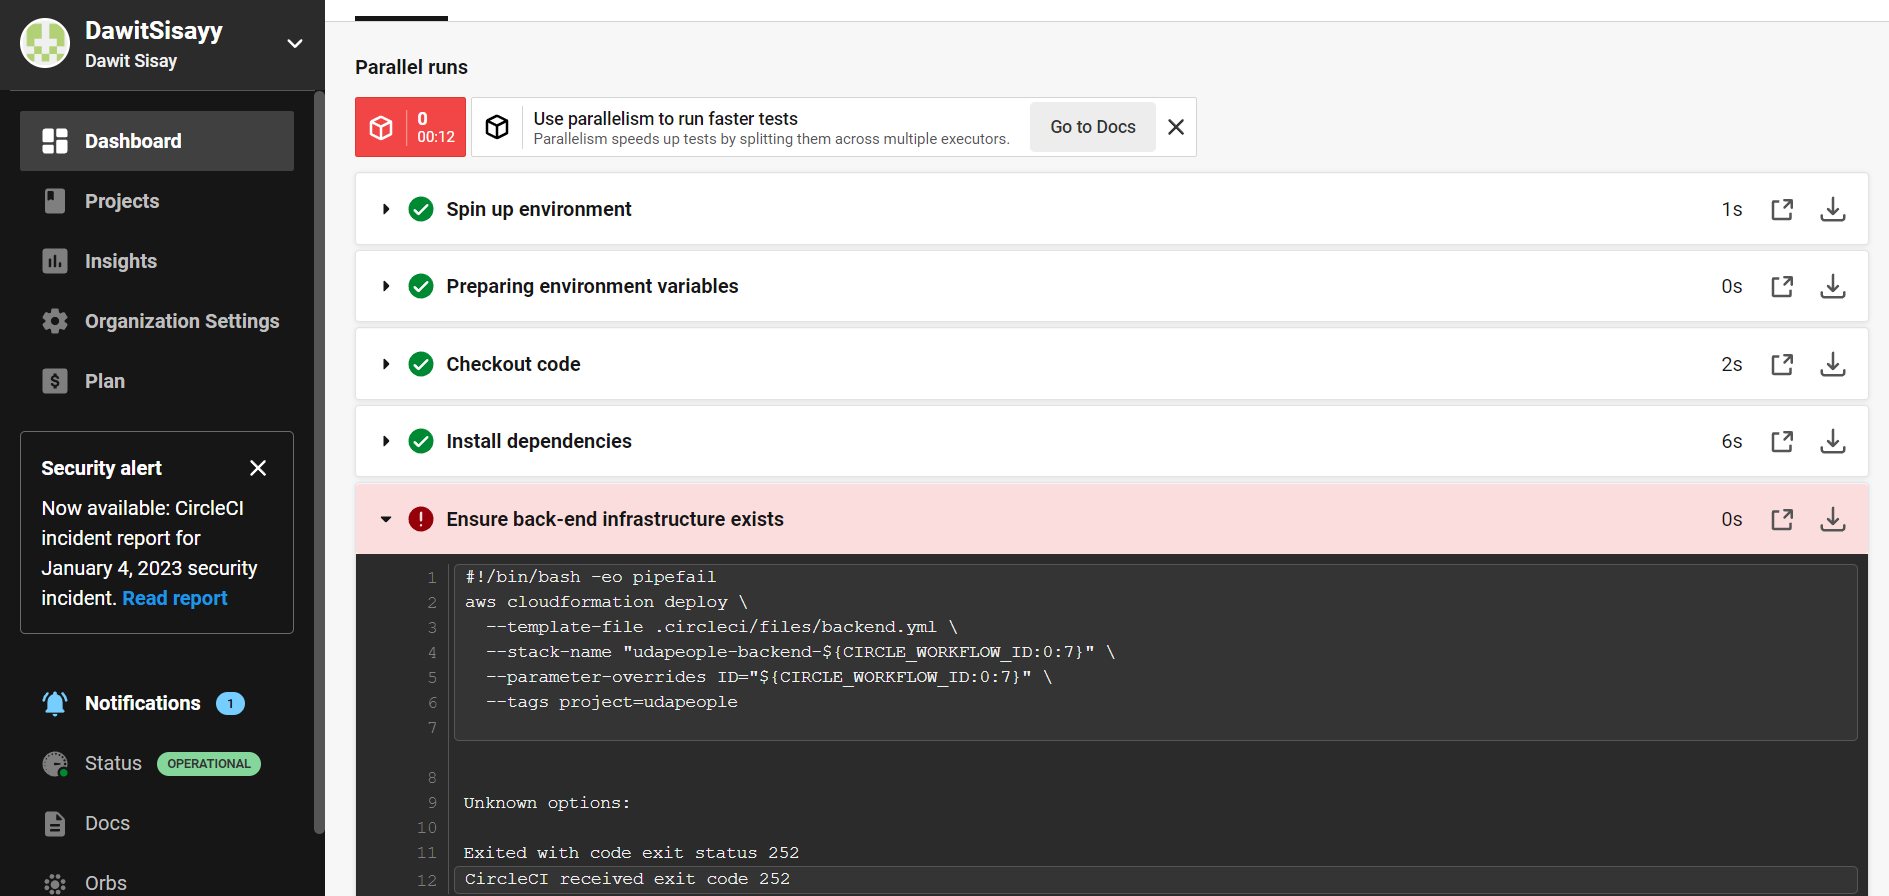 DawitSisayy
Dawit Sisay
Dashboard
Projects
Insights
Organization Settings
Plan
Security alert
Now available: CircleCI
incident report for
January 4, 2023 security
incident. Read report
Notifications 1
Status OPERATIONAL
Docs
Orbs
Parallel runs
0
00:12
Use parallelism to run faster tests
Parallelism speeds up tests by splitting them across multiple executors.
Go to Docs
Spin up environment 1s
Preparing environment variables 0s
Checkout code 2s
Install dependencies 6s
Ensure back-end infrastructure exists 0s
1 #!/bin/bash -eo pipefail
2 aws cloudformation deploy \
3 --template-file .circleci/files/backend.yml \
4 --stack-name "udapeople-backend-${CIRCLE_WORKFLOW_ID:0:7}" \
5 --parameter-overrides ID="${CIRCLE_WORKFLOW_ID:0:7}" \
6 --tags project=udapeople
7
8
9 Unknown options:
10
11 Exited with code exit status 252
12 CircleCI received exit code 252